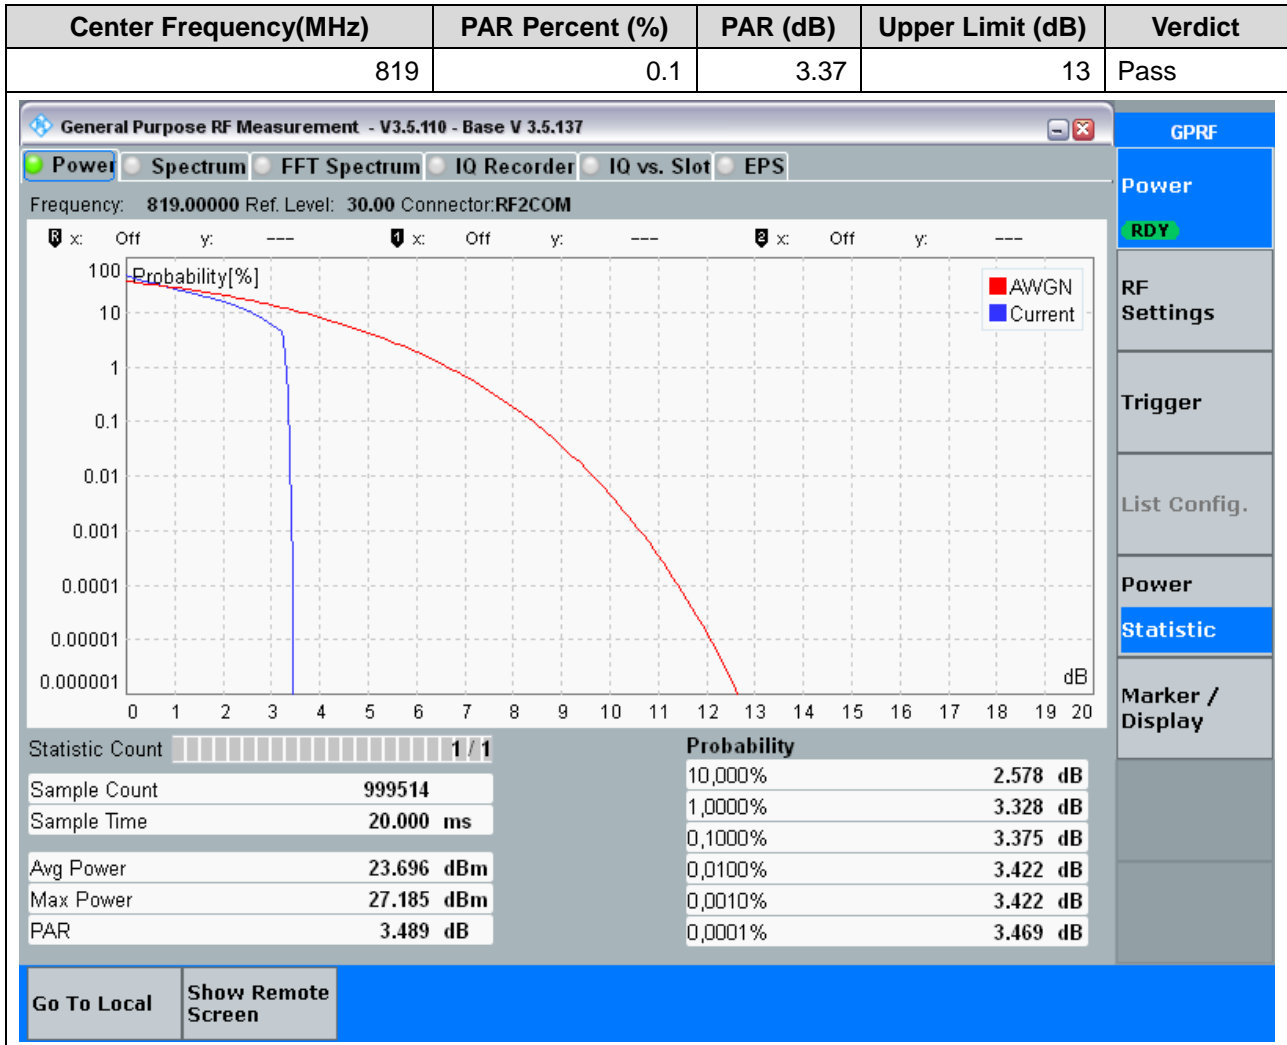 Center Frequency(MHz) PAR Percent (%) PAR (dB) Upper Limit (dB) Verdict
819 0.1 3.37 13 Pass
General Purpose RF Measurement - V3.5.110 - Base V 3.5.137
GPRF
Power Spectrum FFT Spectrum IQ Recorder IQ vs. Slot EPS
Power
RDY
Frequency: 819.00000 Ref. Level: 30.00 Connector:RF2COM
R x: Off y: --- 1 x: Off y: --- 2 x: Off y: ---
Probability[%]
AWGN
Current
100
10
1
0.1
0.01
0.001
0.0001
0.00001
0.000001
dB
0 1 2 3 4 5 6 7 8 9 10 11 12 13 14 15 16 17 18 19 20
RF
Settings
Trigger
List Config.
Power
Statistic
Marker /
Display
Statistic Count 1 / 1
Sample Count 999514
Sample Time 20.000 ms
Avg Power 23.696 dBm
Max Power 27.185 dBm
PAR 3.489 dB
Probability
10,000% 2.578 dB
1,0000% 3.328 dB
0,1000% 3.375 dB
0,0100% 3.422 dB
0,0010% 3.422 dB
0,0001% 3.469 dB
Go To Local
Show Remote
Screen